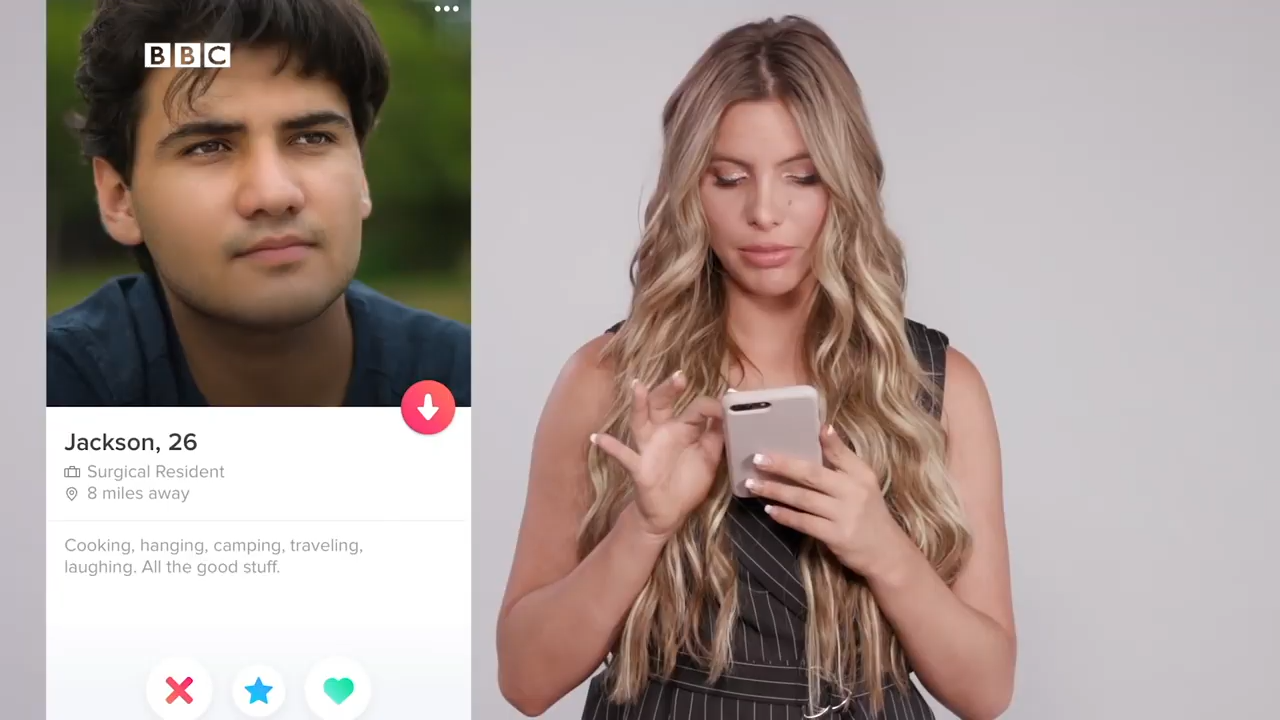 BBC
Jackson, 26
Surgical Resident
8 miles away
Cooking, hanging, camping, traveling,
laughing. All the good stuff.